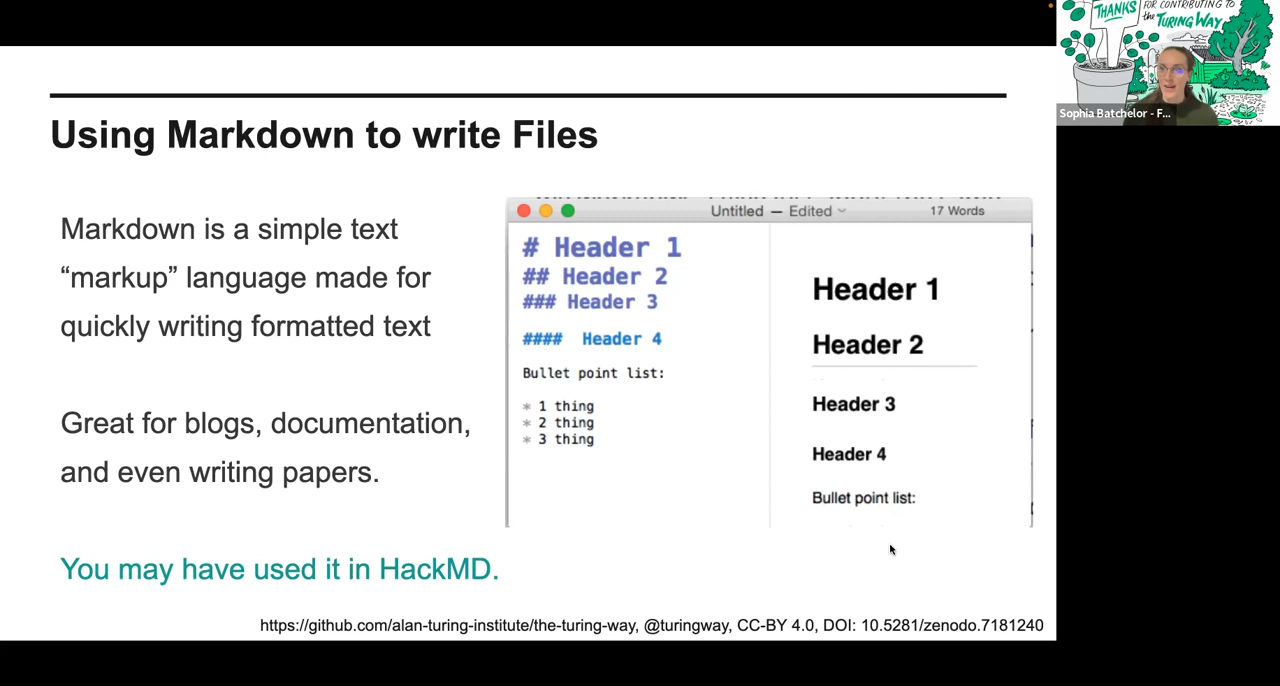 THANKS FOR CONTRIBUTING TO
the TURING WAY
Sophia Batchelor - F...
Using Markdown to write Files
Markdown is a simple text
“markup” language made for
quickly writing formatted text
Great for blogs, documentation,
and even writing papers.
You may have used it in HackMD.
Untitled — Edited
17 Words
# Header 1
## Header 2
### Header 3
#### Header 4
Bullet point list:
* 1 thing
* 2 thing
* 3 thing
Header 1
Header 2
Header 3
Header 4
Bullet point list:
https://github.com/alan-turing-institute/the-turing-way, @turingway, CC-BY 4.0, DOI: 10.5281/zenodo.7181240